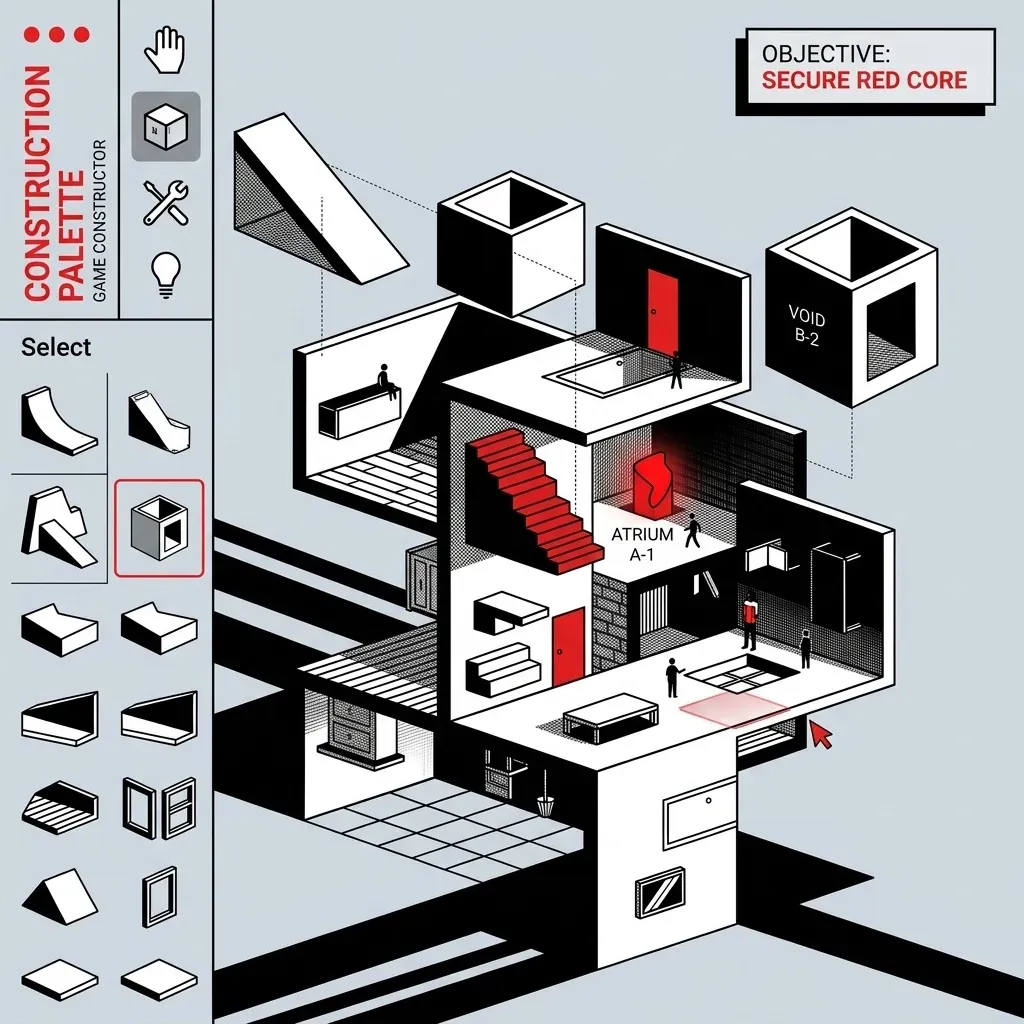 CONSTRUCTION
PALETTE
GAME CONSTRUCTOR
OBJECTIVE:
SECURE RED CORE
Select
VOID
B-2
ATRIUM
A-1